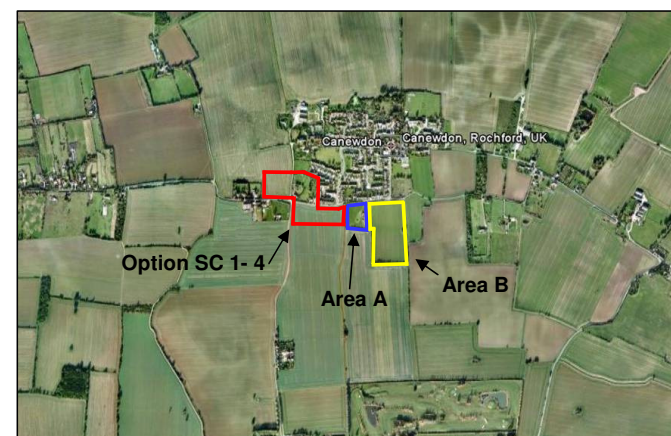 Canewdon
Canewdon, Rochford, UK
Option SC 1- 4
Area A
Area B